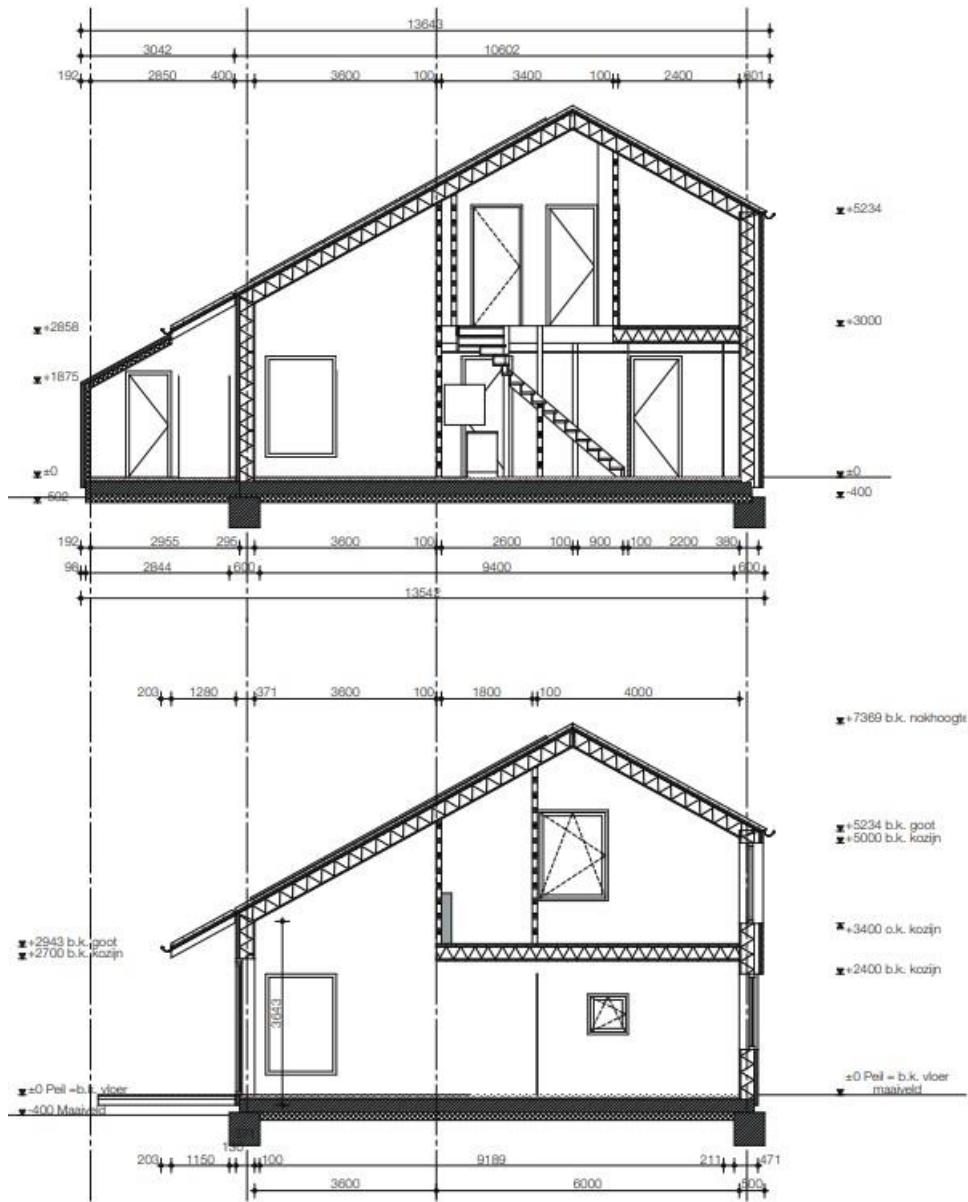 13643
3042 10602
192 2850 400 3600 100 3400 100 2400 601
+5234
+2858 +3000
+1875
±0 ±0
-502 -400
192 2955 295 3600 100 2600 100 900 100 2200 380
96 2844 600 9400 600
13542
203 1280 371 3600 100 1800 100 4000
+7369 b.k. nokhoogte
+5234 b.k. goot
+5000 b.k. kozijn
+3400 o.k. kozijn
+2943 b.k. goot
+2700 b.k. kozijn
+2400 b.k. kozijn
3643
±0 Peil = b.k. vloer
maaiveld
±0 Peil =b.k. vloer
-400 Maaiveld
203 1150 100 9189 211 471
3600 6000 500